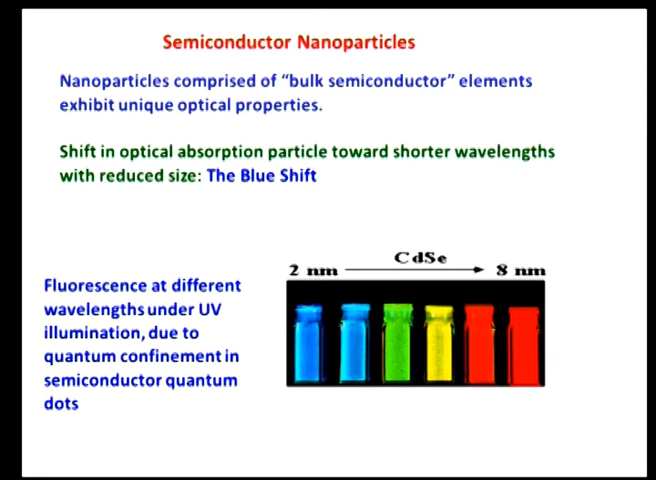 Semiconductor Nanoparticles
Nanoparticles comprised of “bulk semiconductor” elements
exhibit unique optical properties.
Shift in optical absorption particle toward shorter wavelengths
with reduced size: The Blue Shift
CdSe
2 nm 8 nm
Fluorescence at different
wavelengths under UV
illumination, due to
quantum confinement in
semiconductor quantum
dots